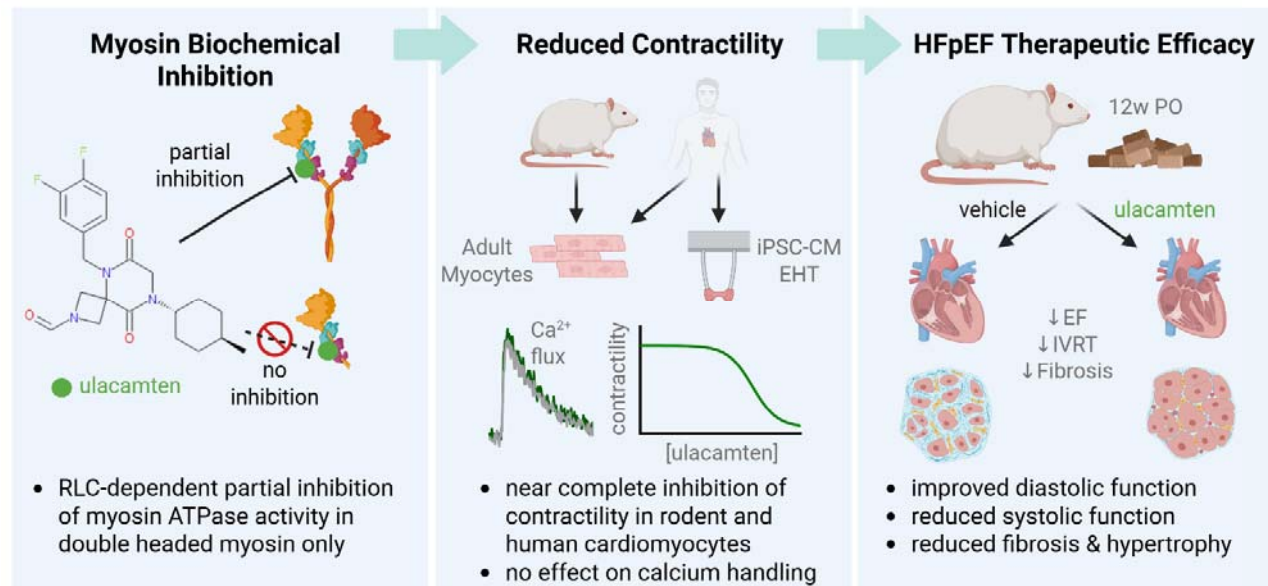 Myosin Biochemical
Inhibition
partial
inhibition
F
F
O
N
N
N
O
O
no
inhibition
ulacamten
• RLC-dependent partial inhibition
of myosin ATPase activity in
double headed myosin only
Reduced Contractility
Adult
Myocytes
iPSC-CM
EHT
Ca²⁺
flux
contractility
[ulacamten]
• near complete inhibition of
contractility in rodent and
human cardiomyocytes
• no effect on calcium handling
HFpEF Therapeutic Efficacy
12w PO
vehicle
ulacamten
↓EF
↓IVRT
↓Fibrosis
• improved diastolic function
• reduced systolic function
• reduced fibrosis & hypertrophy